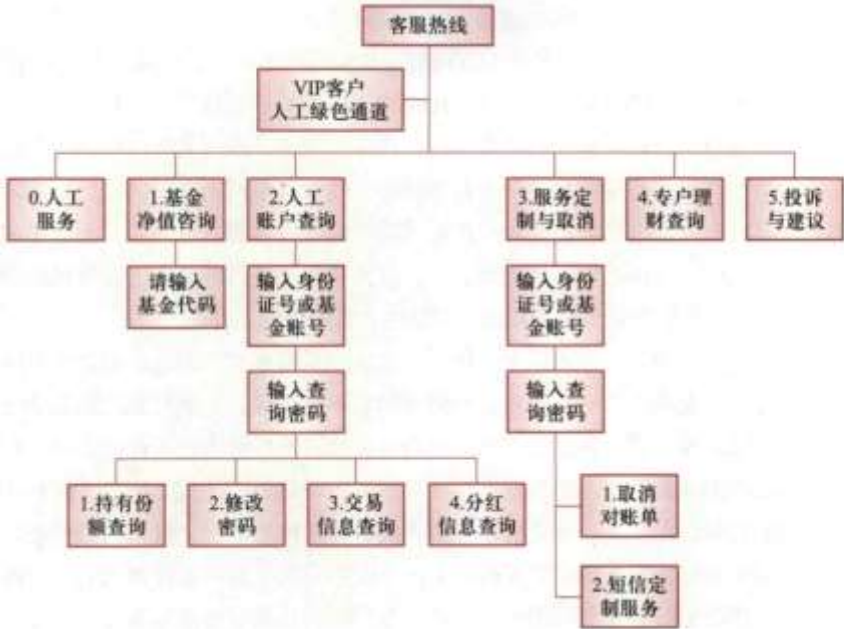 客服热线
VIP客户
人工绿色通道
0.人工
服务
1.基金
净值咨询
2.人工
账户查询
3.服务定
制与取消
4.专户理
财查询
5.投诉
与建议
请输入
基金代码
输入身份
证号或基
金账号
输入身份
证号或基
金账号
输入查
询密码
输入查
询密码
1.持有份
额查询
2.修改
密码
3.交易
信息查询
4.分红
信息查询
1.取消
对账单
2.短信定
制服务